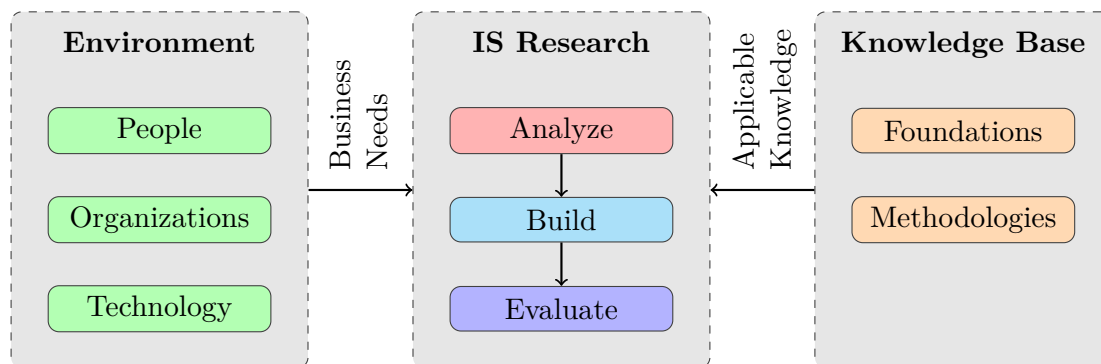 Environment
People
Organizations
Technology
Business
Needs
IS Research
Analyze
Build
Evaluate
Applicable
Knowledge
Knowledge Base
Foundations
Methodologies